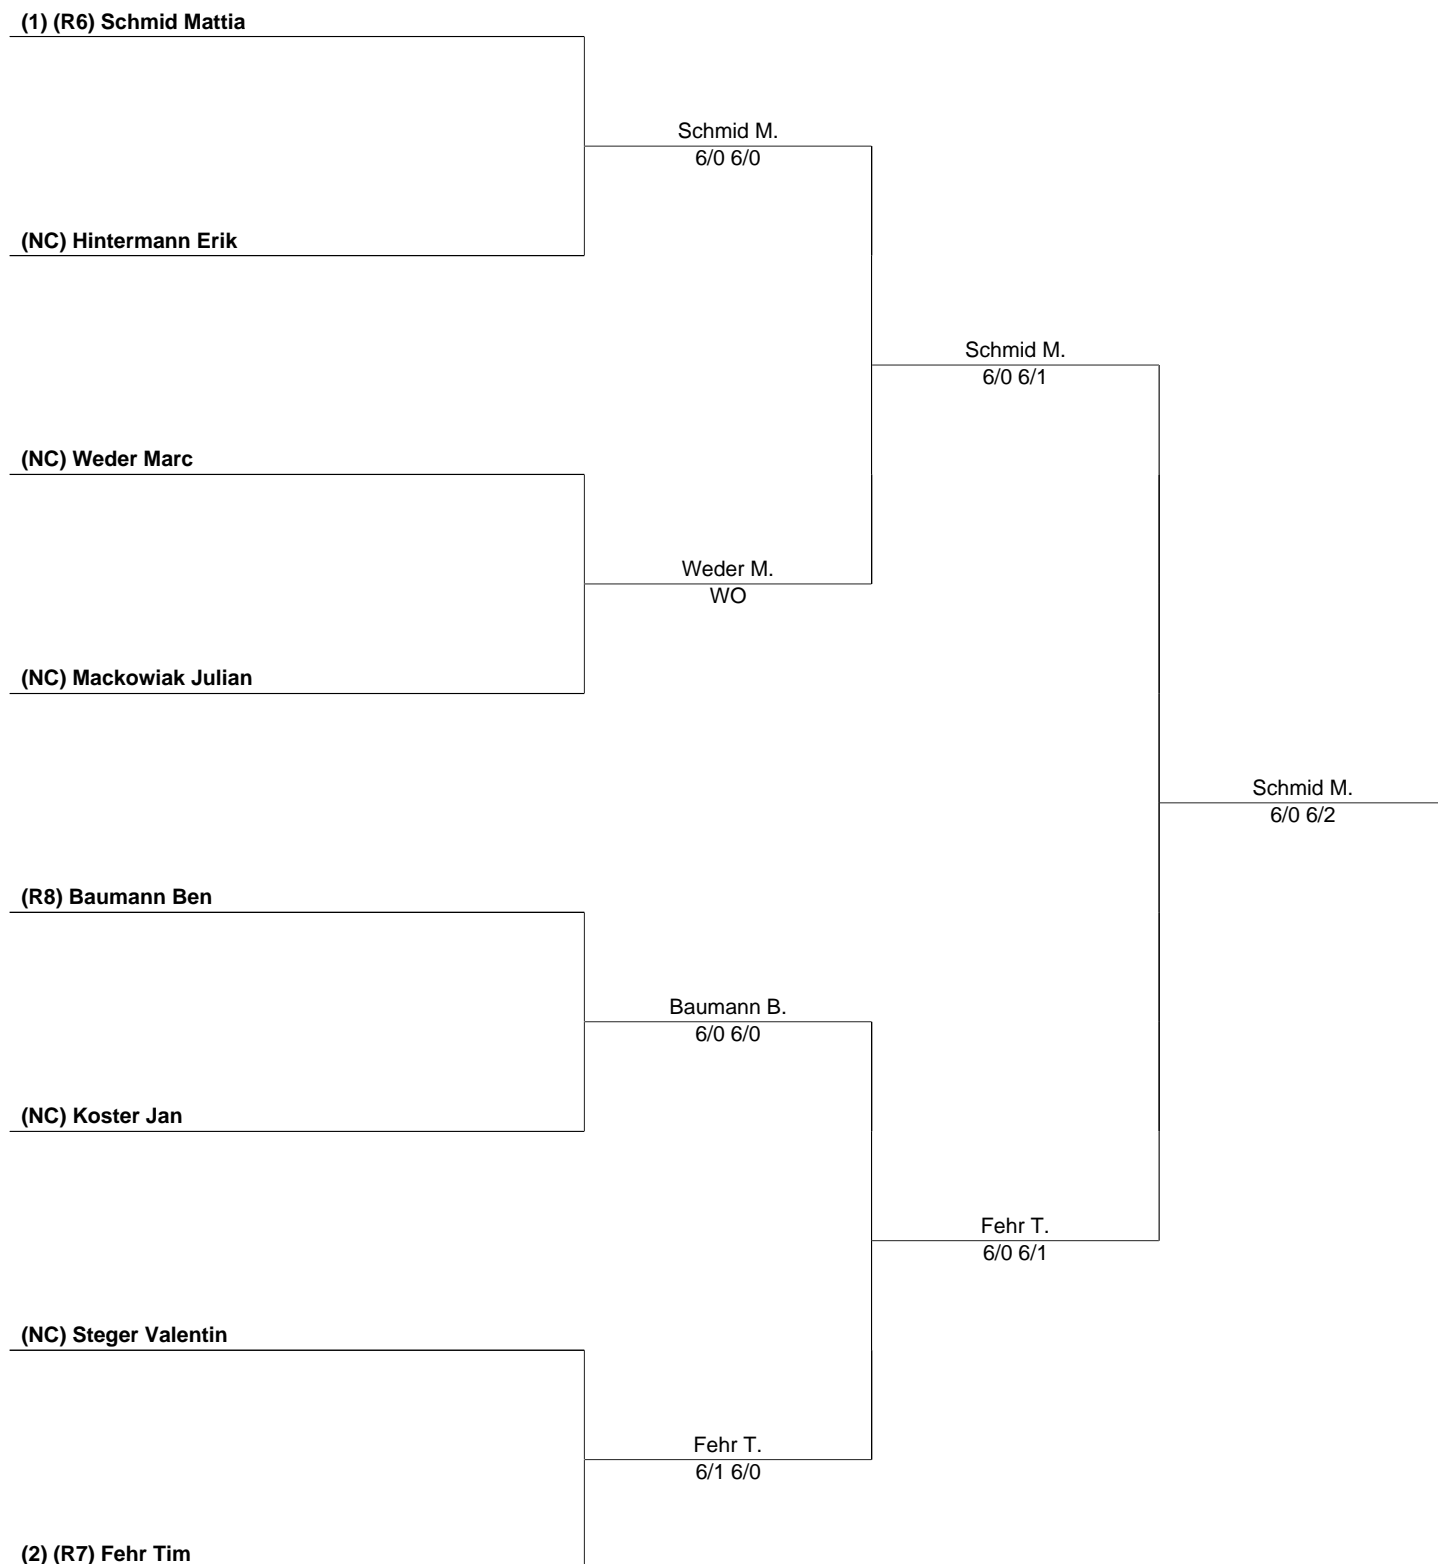 (1) (R6) Schmid Mattia
Schmid M.
6/0 6/0
(NC) Hintermann Erik
Schmid M.
6/0 6/1
(NC) Weder Marc
Weder M.
WO
(NC) Mackowiak Julian
Schmid M.
6/0 6/2
(R8) Baumann Ben
Baumann B.
6/0 6/0
(NC) Koster Jan
Fehr T.
6/0 6/1
(NC) Steger Valentin
Fehr T.
6/1 6/0
(2) (R7) Fehr Tim